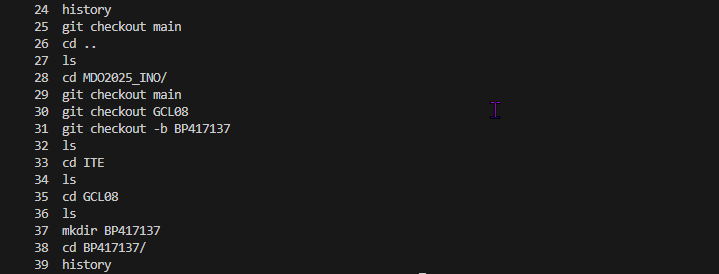 24 history
25 git checkout main
26 cd ..
27 ls
28 cd MDO2025_INO/
29 git checkout main
30 git checkout GCL08
31 git checkout -b BP417137
32 ls
33 cd ITE
34 ls
35 cd GCL08
36 ls
37 mkdir BP417137
38 cd BP417137/
39 history